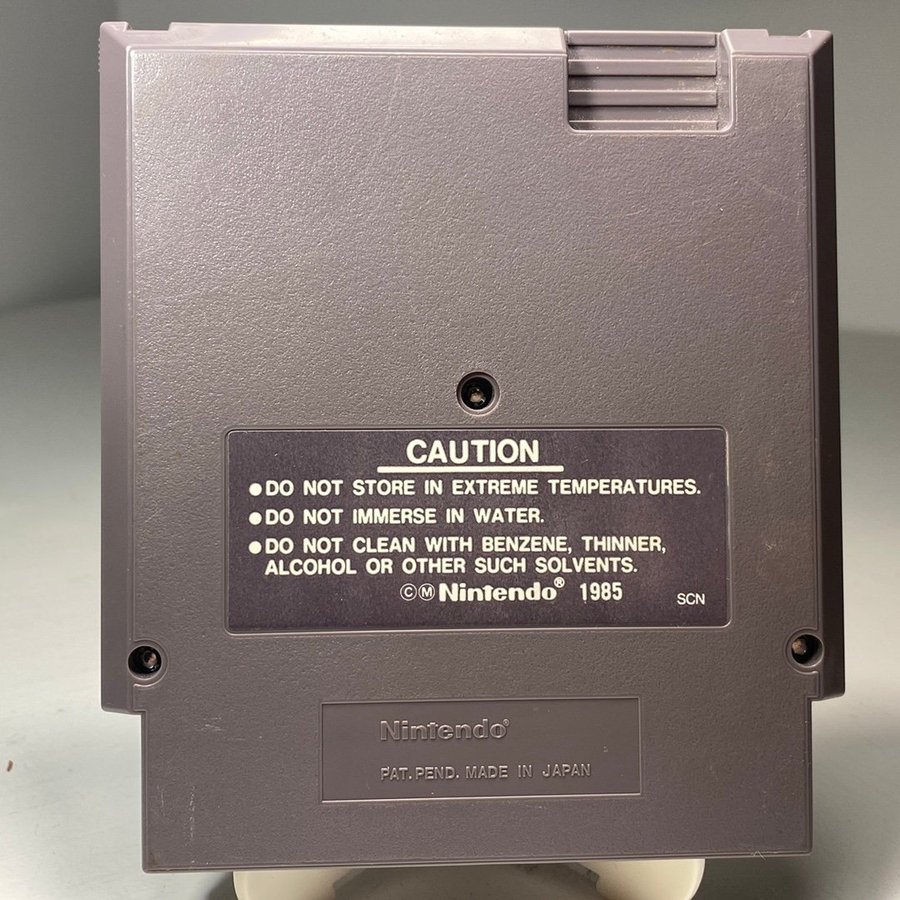 CAUTION
●DO NOT STORE IN EXTREME TEMPERATURES.
●DO NOT IMMERSE IN WATER.
●DO NOT CLEAN WITH BENZENE, THINNER,
ALCOHOL OR OTHER SUCH SOLVENTS.
©Ⓜ Nintendo® 1985
SCN
Nintendo®
PAT. PEND. MADE IN JAPAN